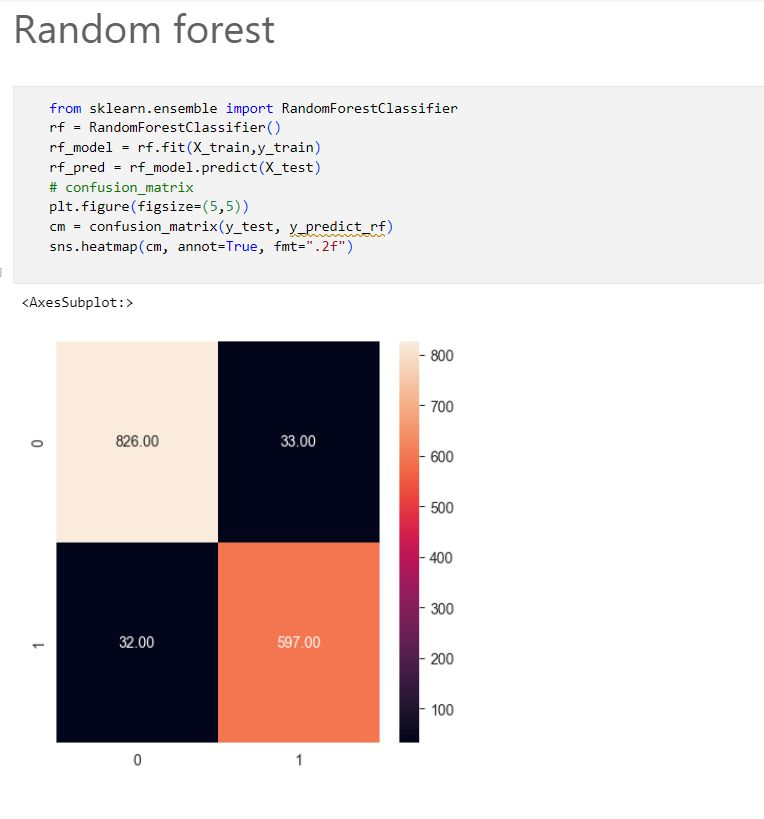 Random forest
from sklearn.ensemble import RandomForestClassifier
rf = RandomForestClassifier()
rf_model = rf.fit(X_train,y_train)
rf_pred = rf_model.predict(X_test)
# confusion_matrix
plt.figure(figsize=(5,5))
cm = confusion_matrix(y_test, y_predict_rf)
sns.heatmap(cm, annot=True, fmt=".2f")
<AxesSubplot:>
800
826.00 33.00
0
700
600
500
400
300
32.00 597.00
1
200
100
0 1